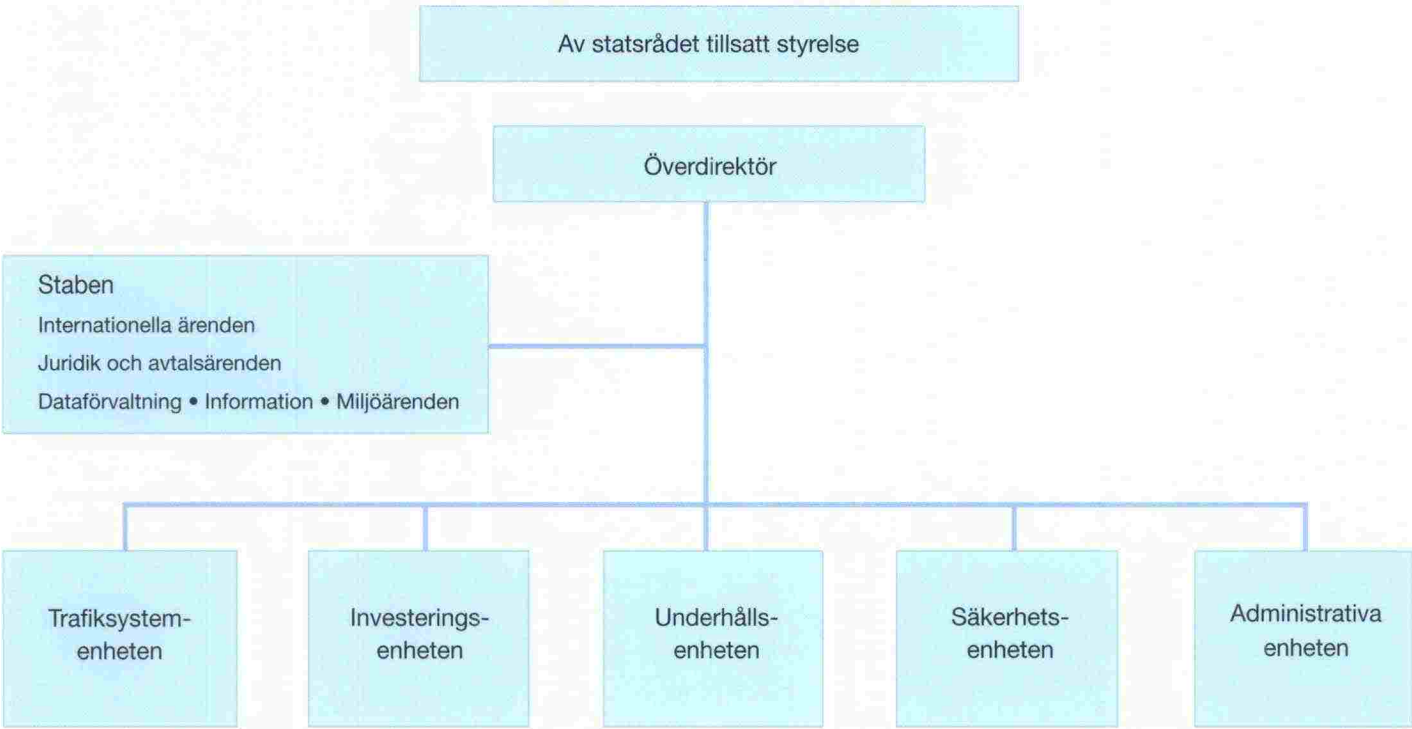 Av statsrådet tillsatt styrelse
Överdirektör
Staben
Internationella ärenden
Juridik och avtalsärenden
Dataförvaltning • Information • Miljöärenden
Trafiksystem-
enheten
Investerings-
enheten
Underhålls-
enheten
Säkerhets-
enheten
Administrativa
enheten